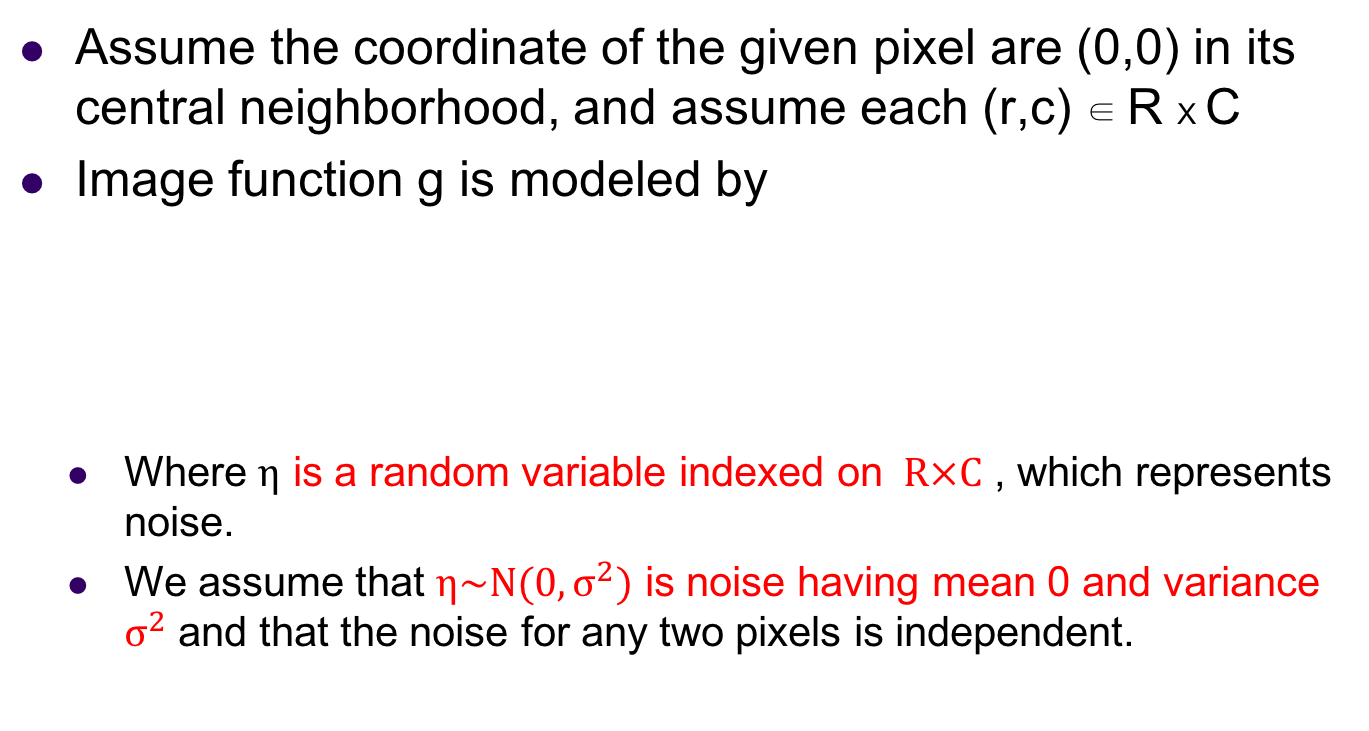 ● Assume the coordinate of the given pixel are (0,0) in its
central neighborhood, and assume each (r,c) ∈ R x C
● Image function g is modeled by
● Where η is a random variable indexed on R×C , which represents
noise.
● We assume that η~N(0, σ²) is noise having mean 0 and variance
σ² and that the noise for any two pixels is independent.